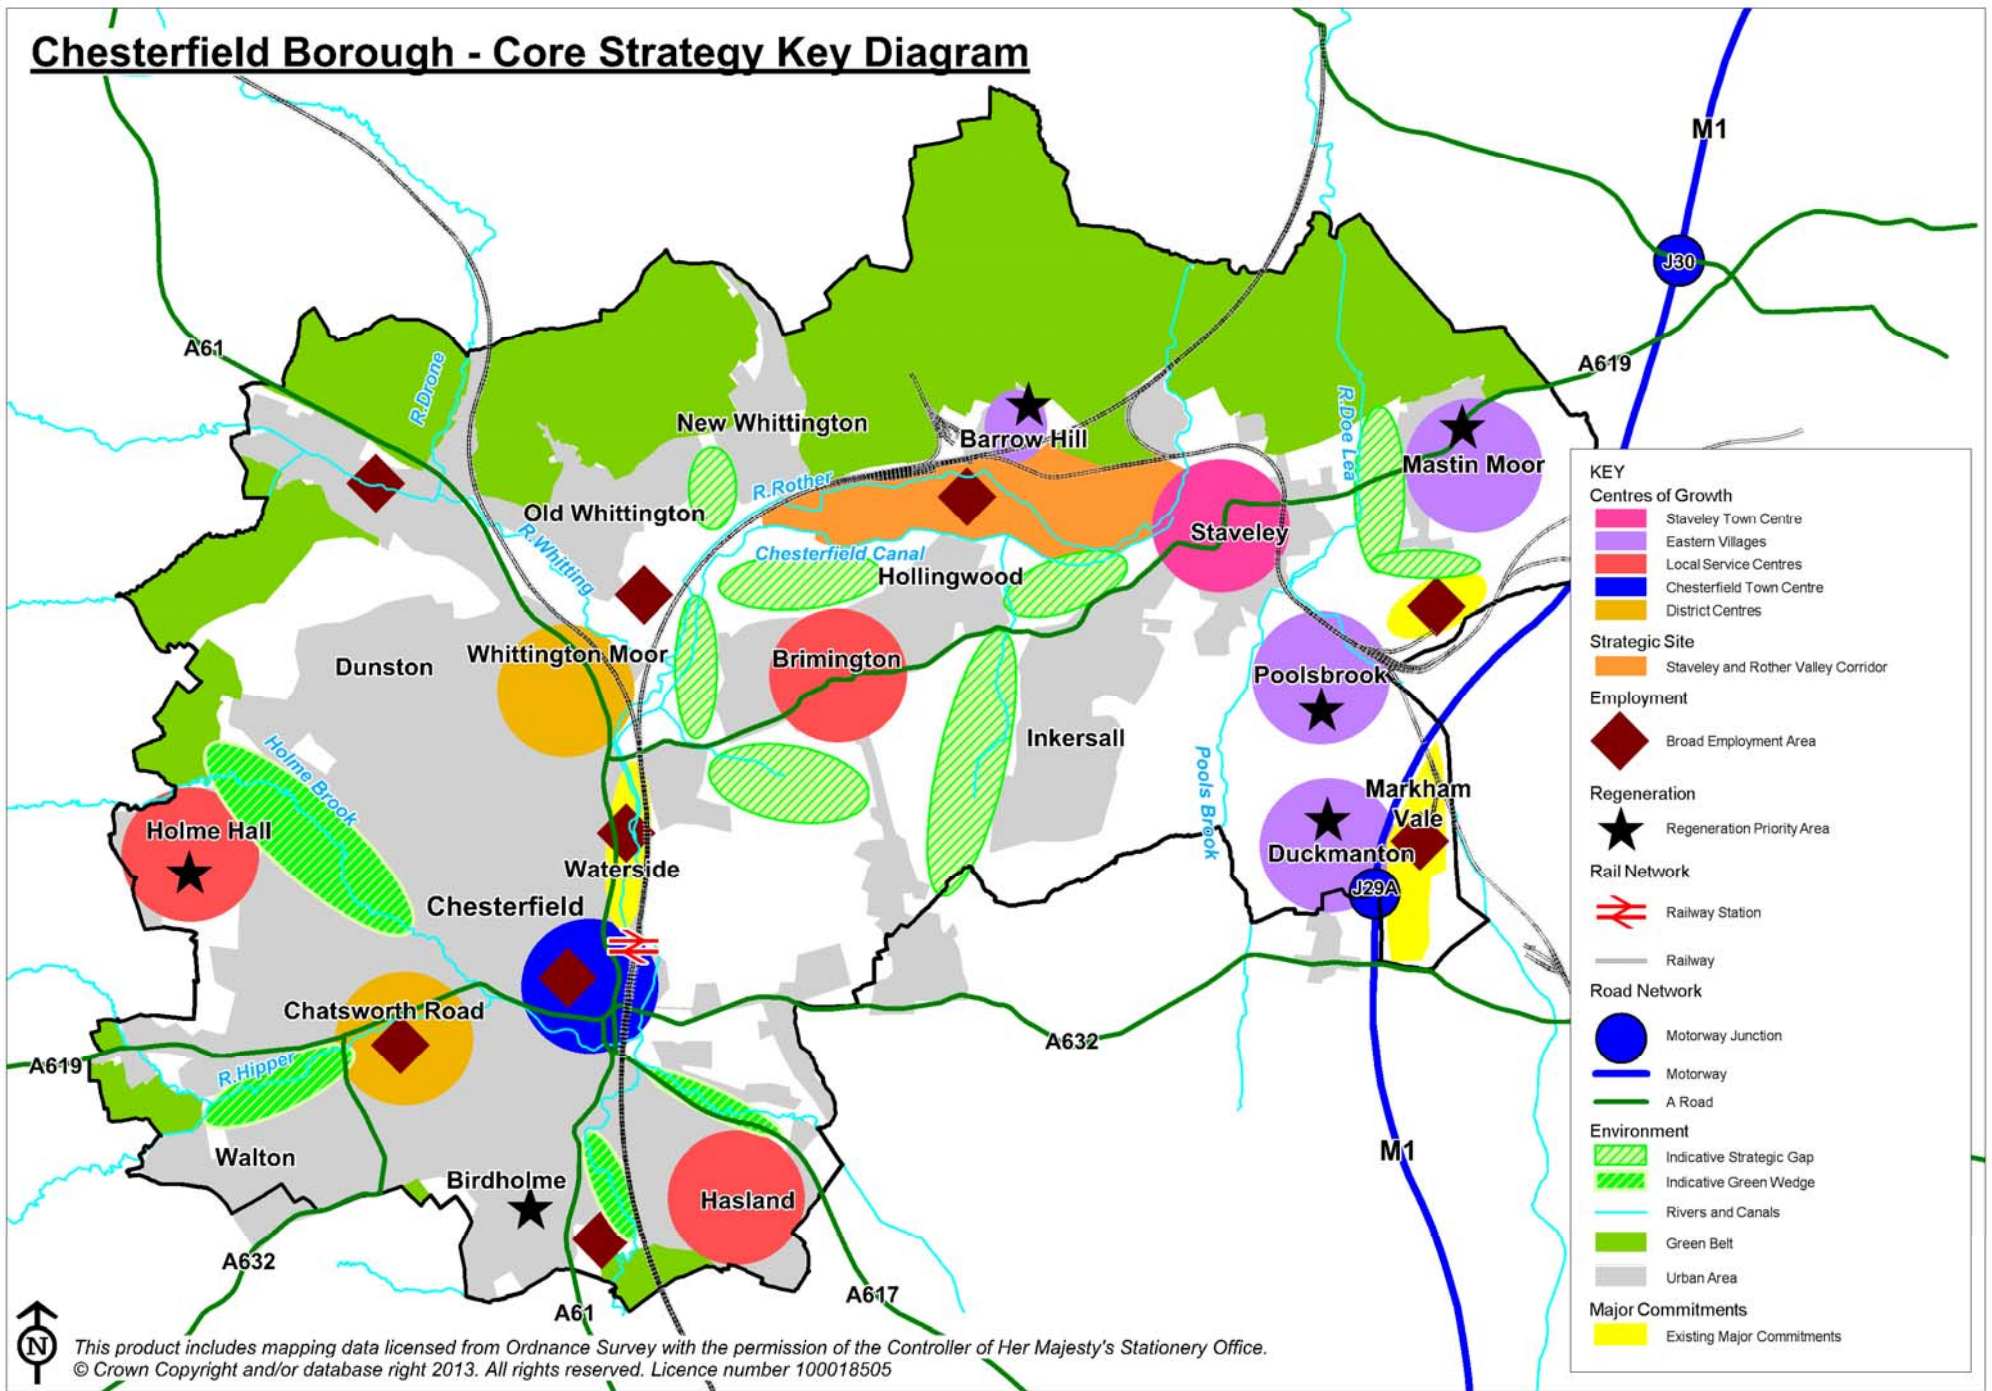 Chesterfield Borough - Core Strategy Key Diagram
M1
J30
A61
R.Drone
A619
New Whittington
Barrow Hill
R.Doe Lea
Mastin Moor
R.Rother
Old Whittington
R.Whitting
Staveley
Chesterfield Canal
Hollingwood
Dunston
Whittington Moor
Brimington
Poolsbrook
Inkersall
Holme Brook
Pools Brook
Markham
Vale
Holme Hall
Duckmanton
Waterside
J29A
Chesterfield
Chatsworth Road
A632
A619
R.Hipper
Walton
Birdholme
Hasland
M1
A632
A61
A617
KEY
Centres of Growth
Staveley Town Centre
Eastern Villages
Local Service Centres
Chesterfield Town Centre
District Centres
Strategic Site
Staveley and Rother Valley Corridor
Employment
Broad Employment Area
Regeneration
Regeneration Priority Area
Rail Network
Railway Station
Railway
Road Network
Motorway Junction
Motorway
A Road
Environment
Indicative Strategic Gap
Indicative Green Wedge
Rivers and Canals
Green Belt
Urban Area
Major Commitments
Existing Major Commitments
N
This product includes mapping data licensed from Ordnance Survey with the permission of the Controller of Her Majesty's Stationery Office.
© Crown Copyright and/or database right 2013. All rights reserved. Licence number 100018505